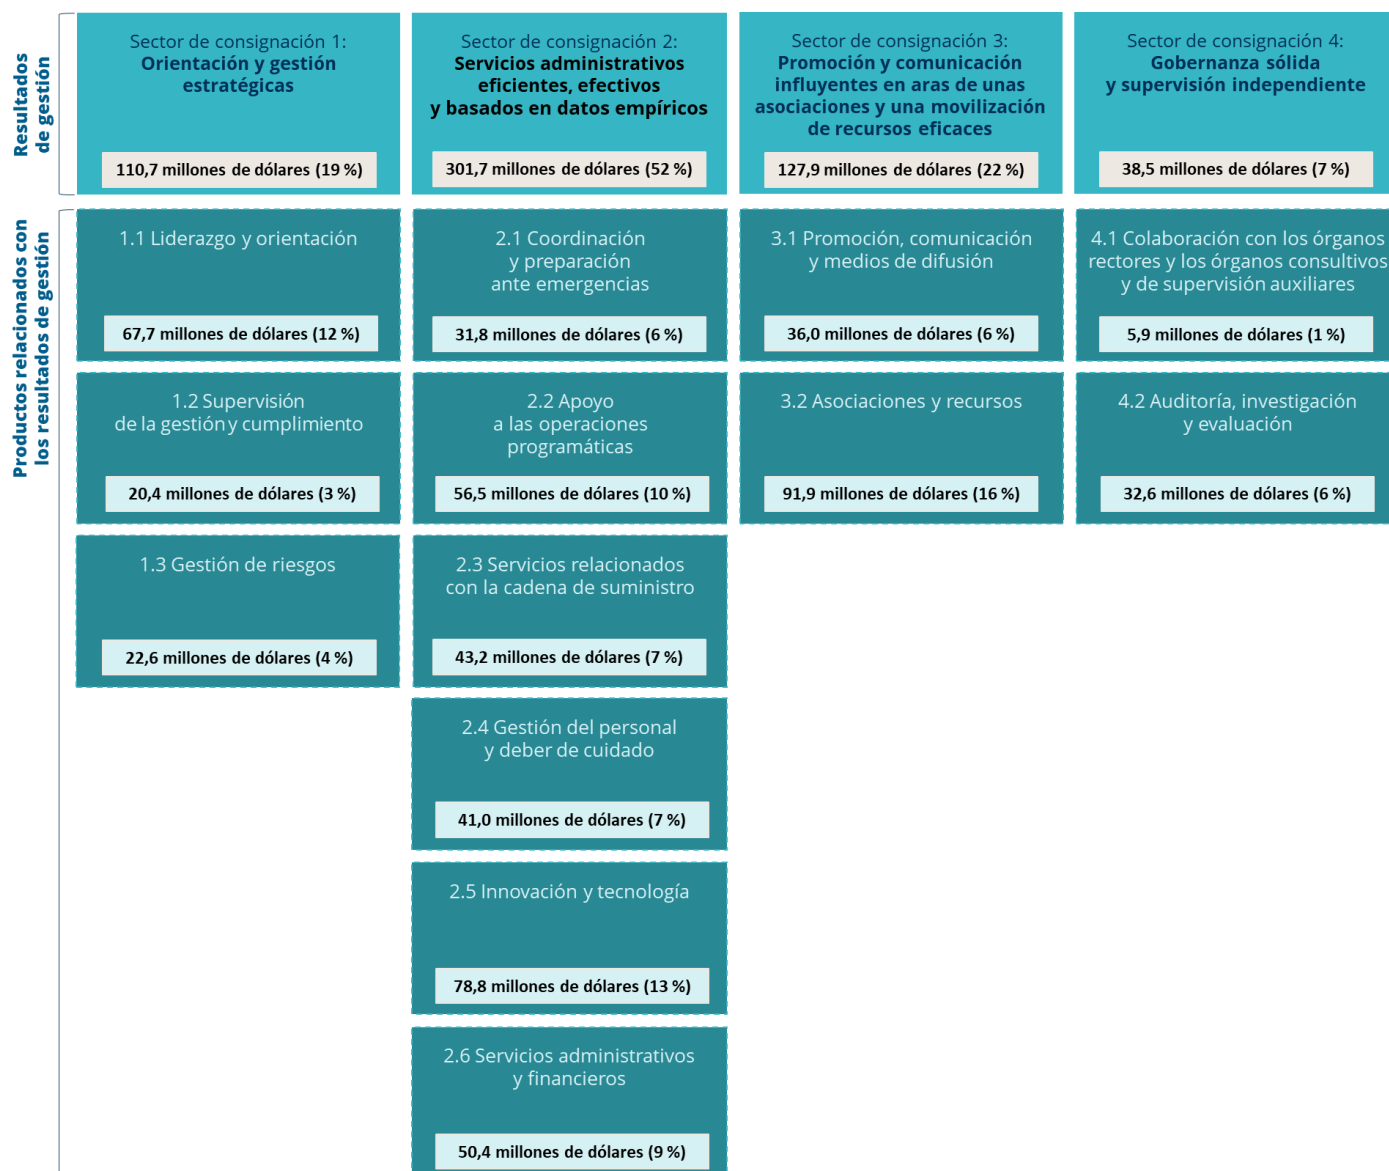 Resultados
de gestión
Sector de consignación 1:
Orientación y gestión
estratégicas
110,7 millones de dólares (19 %)
Sector de consignación 2:
Servicios administrativos
eficientes, efectivos
y basados en datos empíricos
301,7 millones de dólares (52 %)
Sector de consignación 3:
Promoción y comunicación
influyentes en aras de unas
asociaciones y una movilización
de recursos eficaces
127,9 millones de dólares (22 %)
Sector de consignación 4:
Gobernanza sólida
y supervisión independiente
38,5 millones de dólares (7 %)
Productos relacionados con
los resultados de gestión
1.1 Liderazgo y orientación
67,7 millones de dólares (12 %)
1.2 Supervisión
de la gestión y cumplimiento
20,4 millones de dólares (3 %)
1.3 Gestión de riesgos
22,6 millones de dólares (4 %)
2.1 Coordinación
y preparación
ante emergencias
31,8 millones de dólares (6 %)
2.2 Apoyo
a las operaciones
programáticas
56,5 millones de dólares (10 %)
2.3 Servicios relacionados
con la cadena de suministro
43,2 millones de dólares (7 %)
2.4 Gestión del personal
y deber de cuidado
41,0 millones de dólares (7 %)
2.5 Innovación y tecnología
78,8 millones de dólares (13 %)
2.6 Servicios administrativos
y financieros
50,4 millones de dólares (9 %)
3.1 Promoción, comunicación
y medios de difusión
36,0 millones de dólares (6 %)
3.2 Asociaciones y recursos
91,9 millones de dólares (16 %)
4.1 Colaboración con los órganos
rectores y los órganos consultivos
y de supervisión auxiliares
5,9 millones de dólares (1 %)
4.2 Auditoría, investigación
y evaluación
32,6 millones de dólares (6 %)